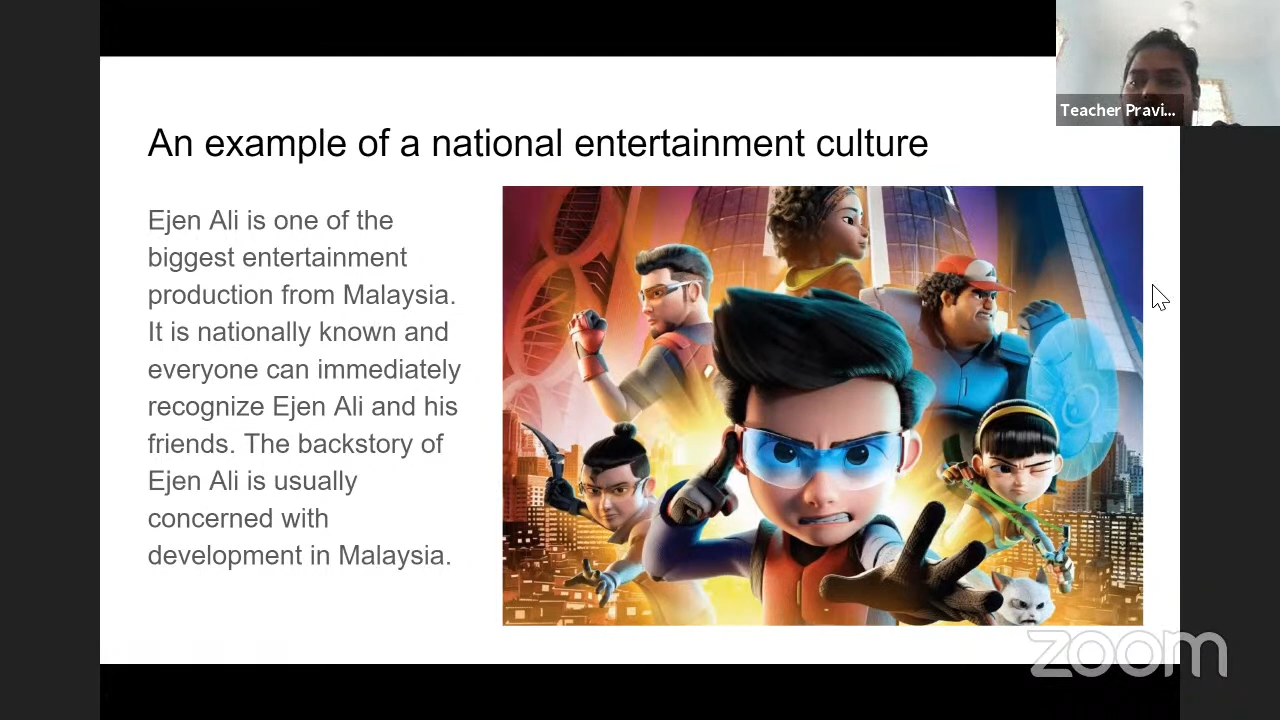 An example of a national entertainment culture
Ejen Ali is one of the
biggest entertainment
production from Malaysia.
It is nationally known and
everyone can immediately
recognize Ejen Ali and his
friends. The backstory of
Ejen Ali is usually
concerned with
development in Malaysia.
Teacher Pravi...
zoom